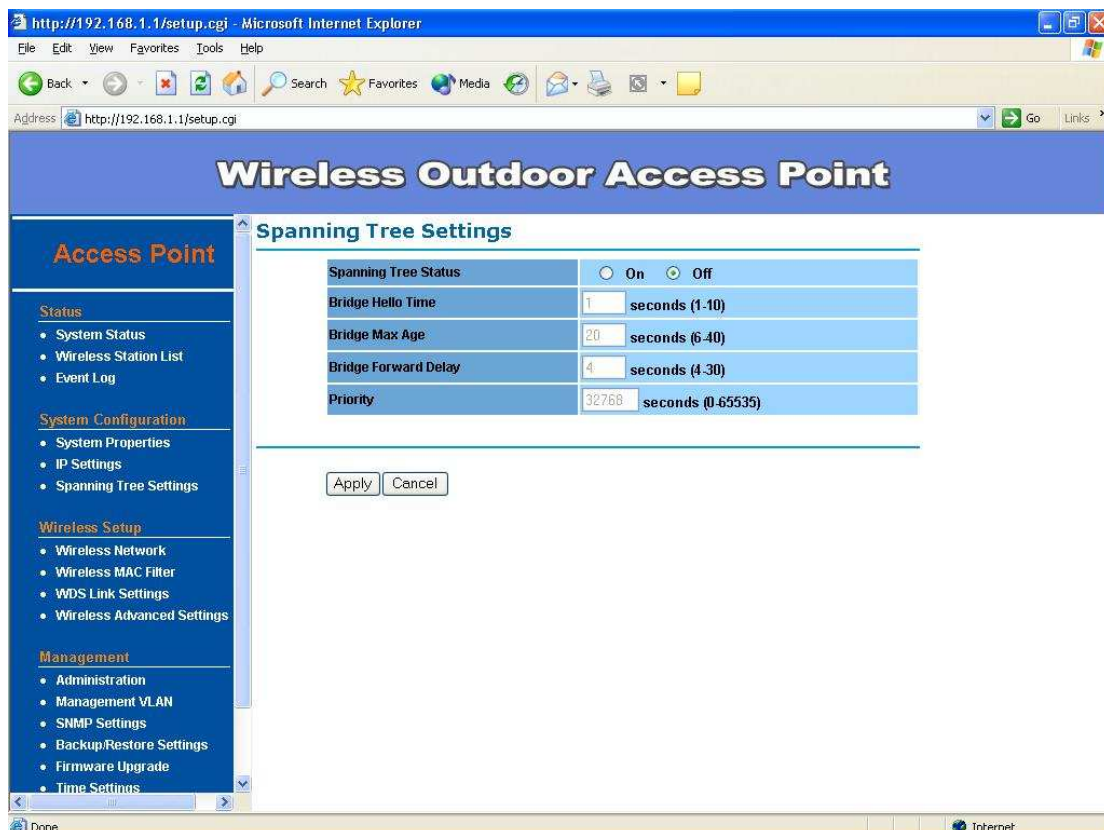 http://192.168.1.1/setup.cgi - Microsoft Internet Explorer
File Edit View Favorites Tools Help
Back Search Favorites Media
Address http://192.168.1.1/setup.cgi Go Links
Wireless Outdoor Access Point
Access Point
Status
System Status
Wireless Station List
Event Log
System Configuration
System Properties
IP Settings
Spanning Tree Settings
Wireless Setup
Wireless Network
Wireless MAC Filter
WDS Link Settings
Wireless Advanced Settings
Management
Administration
Management VLAN
SNMP Settings
Backup/Restore Settings
Firmware Upgrade
Time Settings
Spanning Tree Settings
Spanning Tree Status On Off
Bridge Hello Time 1 seconds (1-10)
Bridge Max Age 20 seconds (6-40)
Bridge Forward Delay 4 seconds (4-30)
Priority 32768 seconds (0-65535)
Apply Cancel
Done Internet